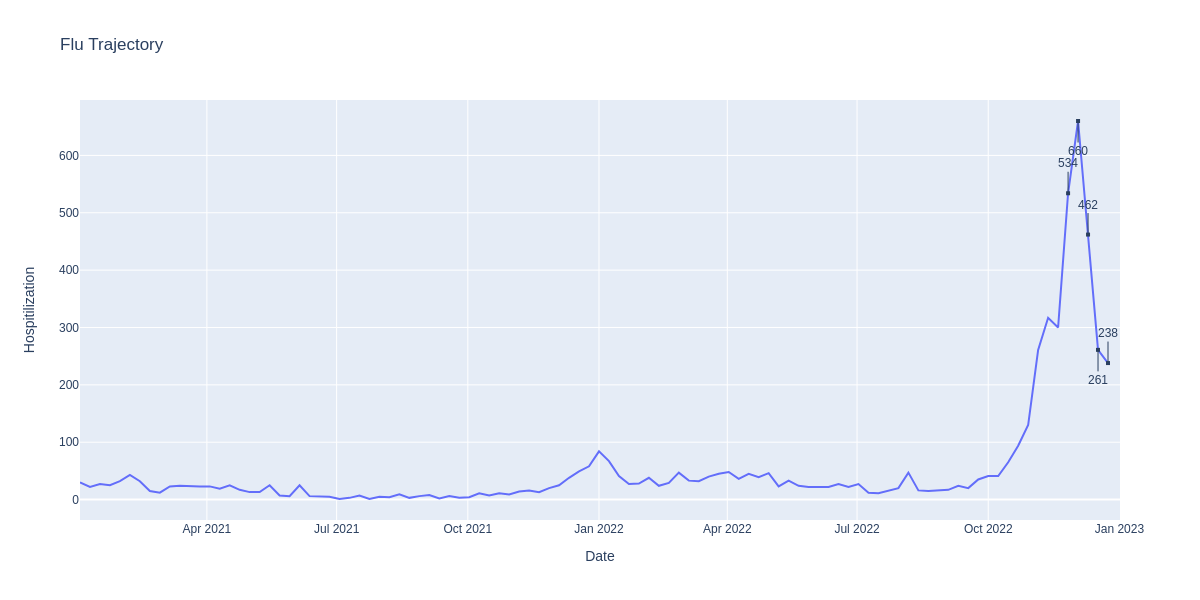 Flu Trajectory
Hospitilization
600
500
400
300
200
100
0
660
534
462
238
261
Apr 2021
Jul 2021
Oct 2021
Jan 2022
Apr 2022
Jul 2022
Oct 2022
Jan 2023
Date